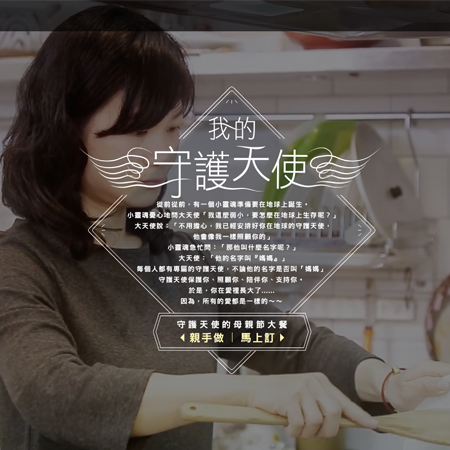 我的
守護天使
從前從前，有一個小靈魂準備要在地球上誕生。
小靈魂憂心地問大天使「我這麼弱小，要怎麼在地球上生存呢？」
大天使說：「不用擔心，我已經安排好你在地球的守護天使，
他會像我一樣照顧你的」
小靈魂急忙問：「那他叫什麼名字呢？」
大天使：「他的名字叫『媽媽』」
每個人都有專屬的守護天使，不論他的名字是否叫「媽媽」
守護天使保護你、照顧你、陪伴你、支持你。
於是，你在愛裡長大了......
因為，所有的愛都是一樣的～～
守護天使的母親節大餐
親手做｜馬上訂